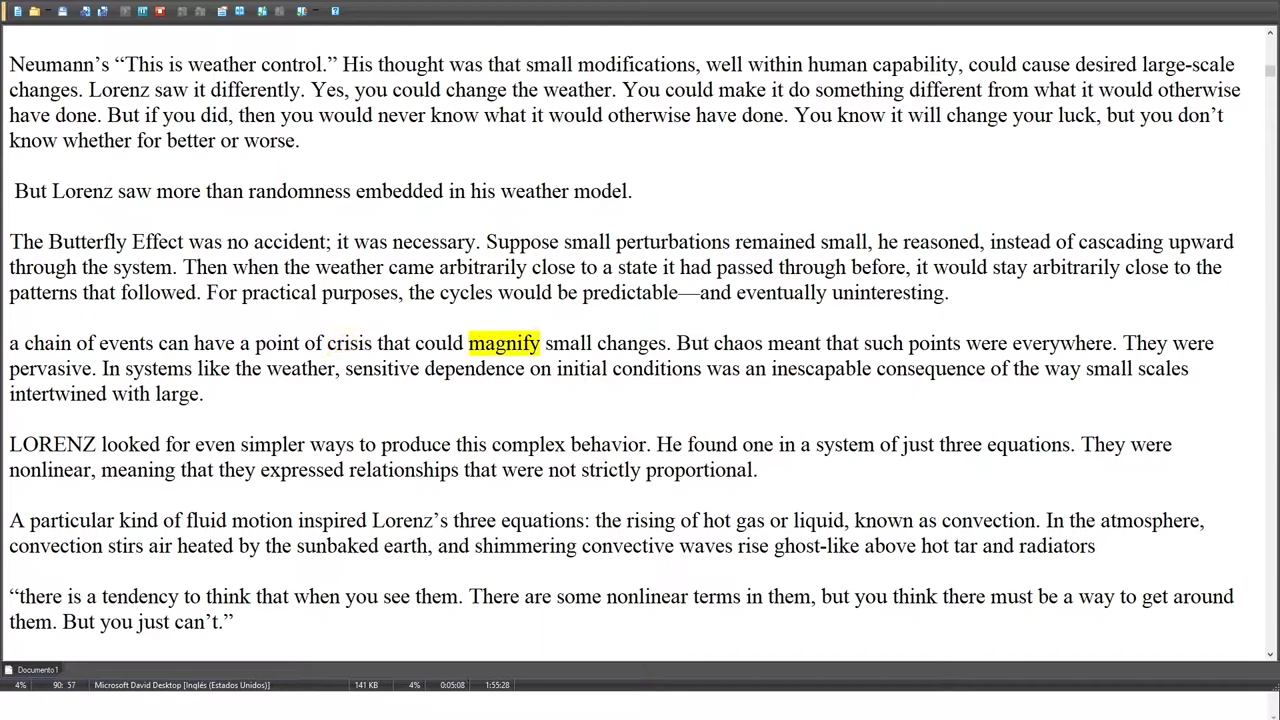 Neumann’s “This is weather control.” His thought was that small modifications, well within human capability, could cause desired large-scale
changes. Lorenz saw it differently. Yes, you could change the weather. You could make it do something different from what it would otherwise
have done. But if you did, then you would never know what it would otherwise have done. You know it will change your luck, but you don’t
know whether for better or worse.
But Lorenz saw more than randomness embedded in his weather model.
The Butterfly Effect was no accident; it was necessary. Suppose small perturbations remained small, he reasoned, instead of cascading upward
through the system. Then when the weather came arbitrarily close to a state it had passed through before, it would stay arbitrarily close to the
patterns that followed. For practical purposes, the cycles would be predictable—and eventually uninteresting.
a chain of events can have a point of crisis that could magnify small changes. But chaos meant that such points were everywhere. They were
pervasive. In systems like the weather, sensitive dependence on initial conditions was an inescapable consequence of the way small scales
intertwined with large.
LORENZ looked for even simpler ways to produce this complex behavior. He found one in a system of just three equations. They were
nonlinear, meaning that they expressed relationships that were not strictly proportional.
A particular kind of fluid motion inspired Lorenz’s three equations: the rising of hot gas or liquid, known as convection. In the atmosphere,
convection stirs air heated by the sunbaked earth, and shimmering convective waves rise ghost-like above hot tar and radiators
“there is a tendency to think that when you see them. There are some nonlinear terms in them, but you think there must be a way to get around
them. But you just can’t.”
Documento1
4% 90: 57 Microsoft David Desktop [Inglés (Estados Unidos)] 141 KB 4% 0:05:08 1:55:28